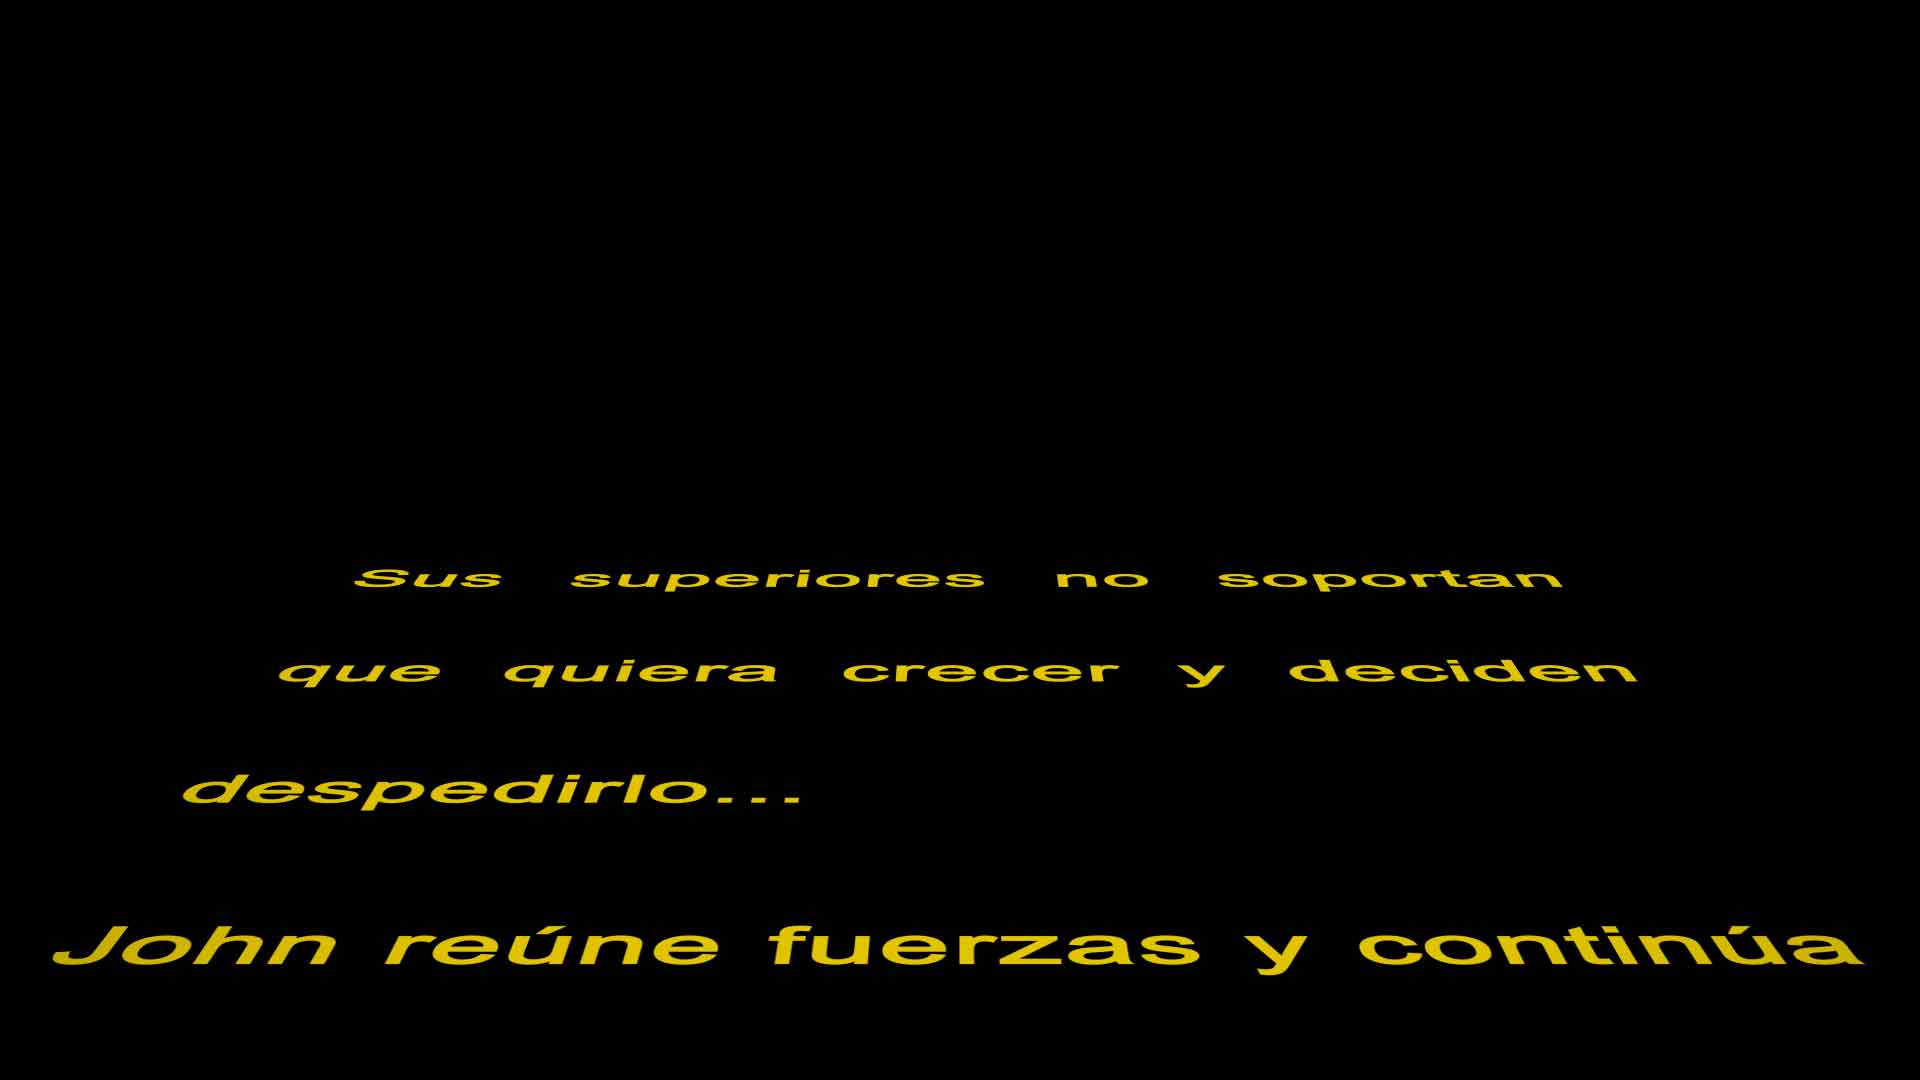 Sus superiores no soportan
que quiera crecer y deciden
despedirlo...
John reúne fuerzas y continúa